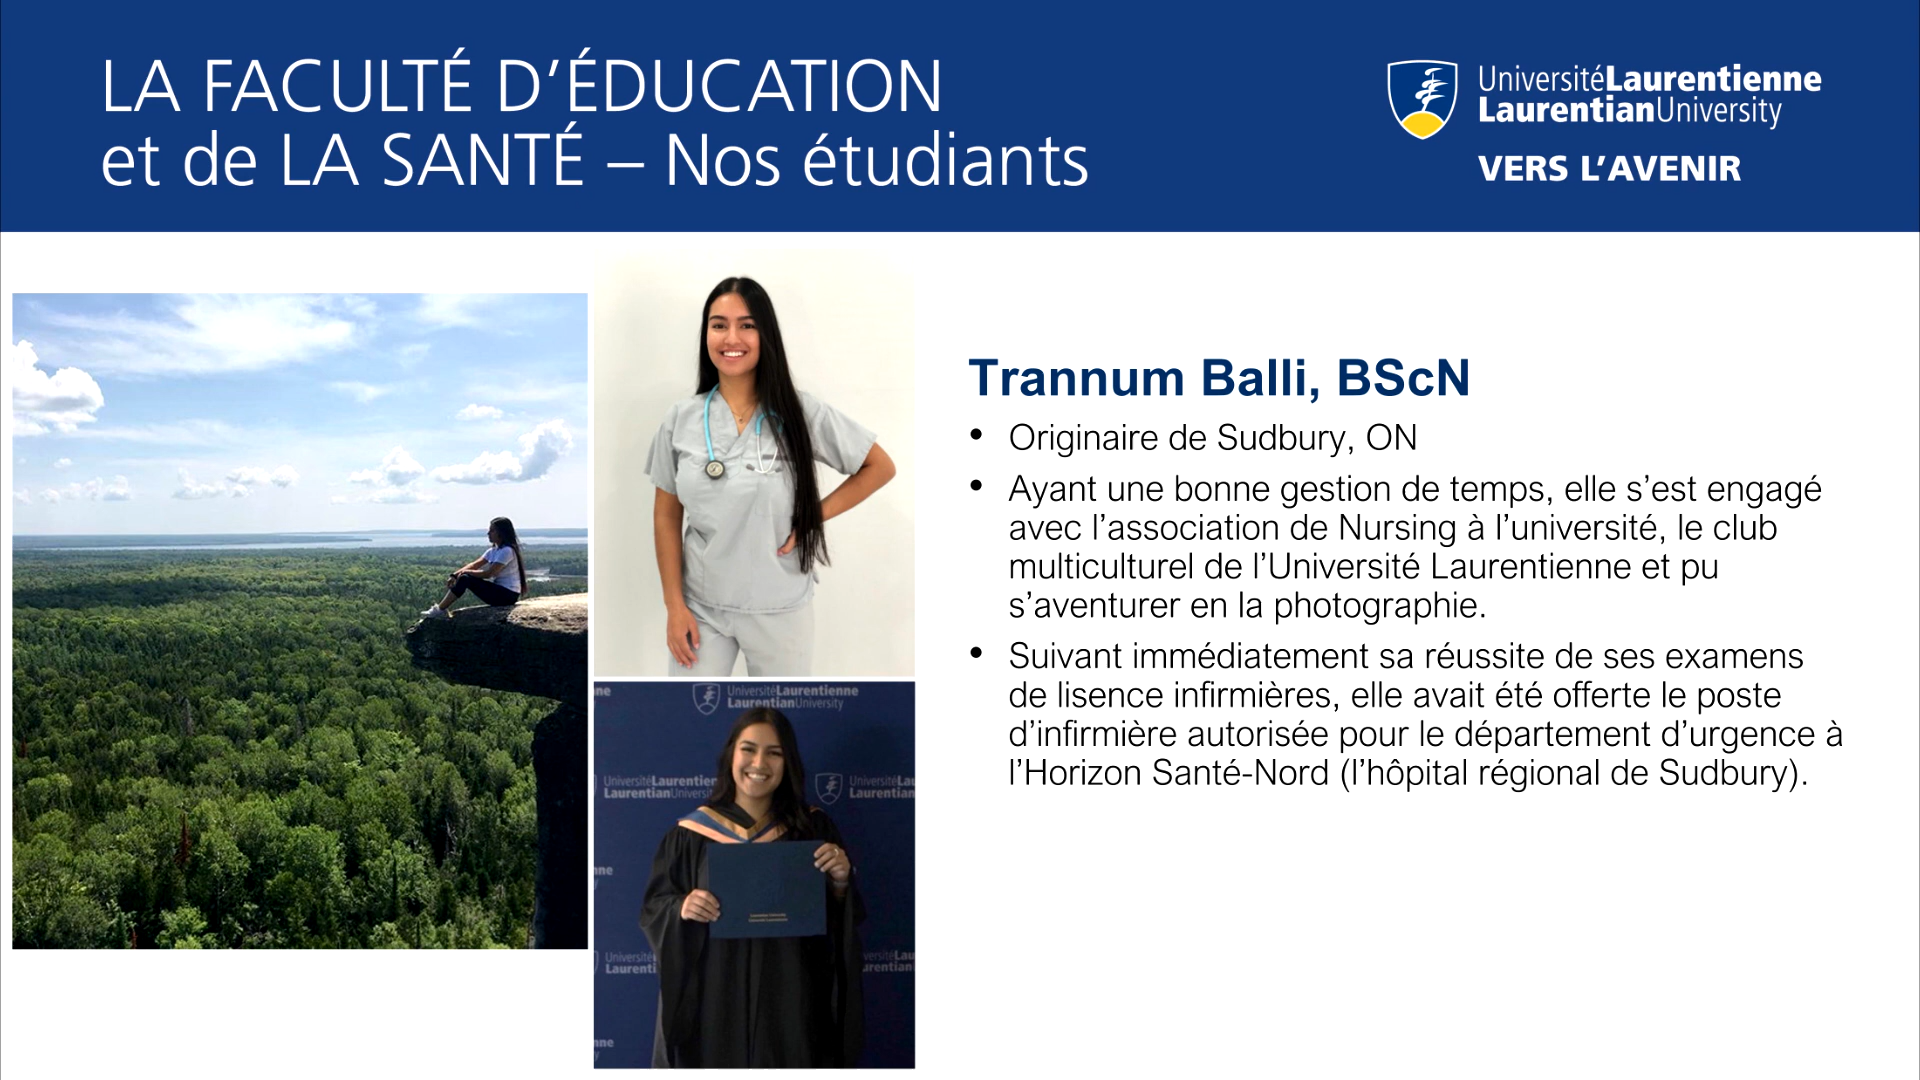 LA FACULTÉ D’ÉDUCATION
et de LA SANTÉ – Nos étudiants
UniversitéLaurentienne
LaurentianUniversity
VERS L’AVENIR
Trannum Balli, BScN
• Originaire de Sudbury, ON
• Ayant une bonne gestion de temps, elle s’est engagé
avec l’association de Nursing à l’université, le club
multiculturel de l’Université Laurentienne et pu
s’aventurer en la photographie.
• Suivant immédiatement sa réussite de ses examens
de lisence infirmières, elle avait été offerte le poste
d’infirmière autorisée pour le département d’urgence à
l’Horizon Santé-Nord (l’hôpital régional de Sudbury).
UniversitéLaurentienne
LaurentianUniversity